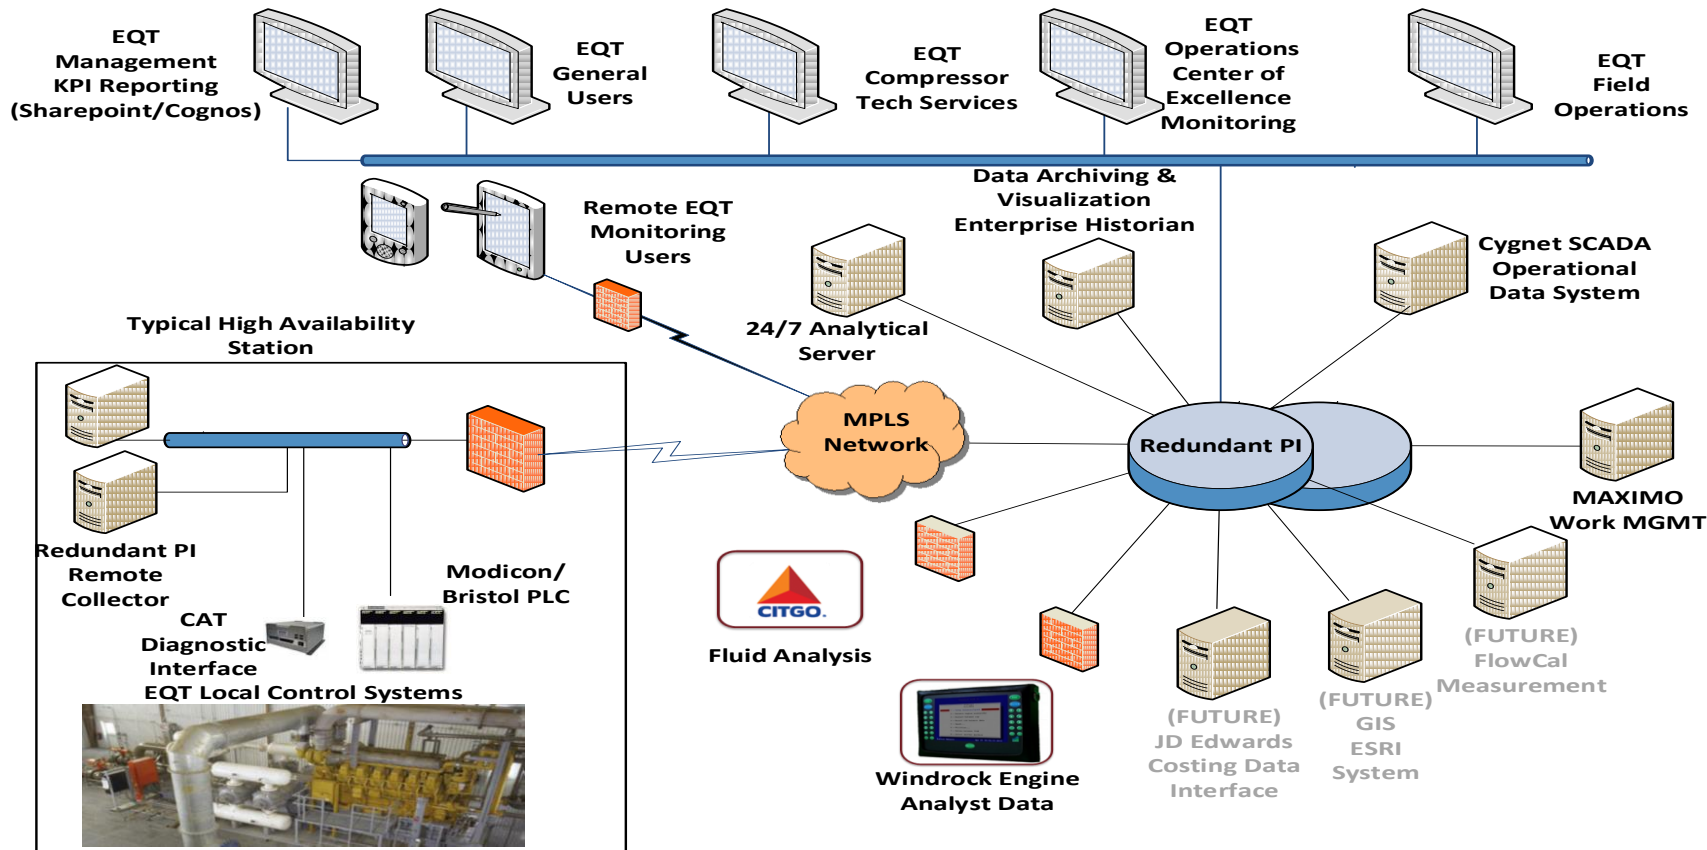 EQT
Management
KPI Reporting
(Sharepoint/Cognos)
EQT
General
Users
EQT
Compressor
Tech Services
EQT
Operations
Center of
Excellence
Monitoring
EQT
Field
Operations
Remote EQT
Monitoring
Users
Data Archiving &
Visualization
Enterprise Historian
Cygnet SCADA
Operational
Data System
24/7 Analytical
Server
Typical High Availability
Station
MPLS
Network
Redundant PI
MAXIMO
Work MGMT
Redundant PI
Remote
Collector
CAT
Diagnostic
Interface
Modicon/
Bristol PLC
EQT Local Control Systems
CITGO.
Fluid Analysis
Windrock Engine
Analyst Data
(FUTURE)
JD Edwards
Costing Data
Interface
(FUTURE)
GIS
ESRI
System
(FUTURE)
FlowCal
Measurement